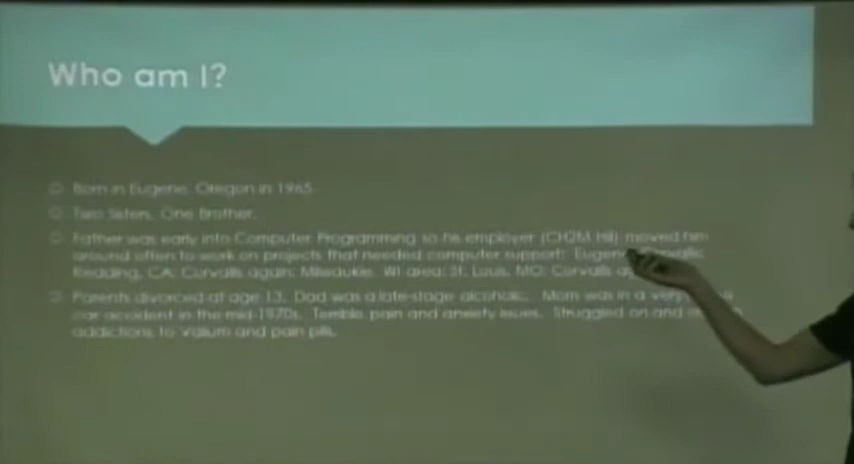 Who am I?
Born in Eugene, Oregon in 1965.
Two Sisters, One Brother.
Father was early into Computer Programming so his employer (CH2M Hill) moved him
around often to work on projects that needed computer support: Eugene,
Redding, CA; Corvallis again; Milwaukie, WI area; St. Louis, MO; Corvallis
Parents divorced at age 13. Dad was a late-stage alcoholic. Mom was in a very
car accident in the mid-1970s. Terrible pain and anxiety issues. Struggled on and
addictions to Valium and pain pills.